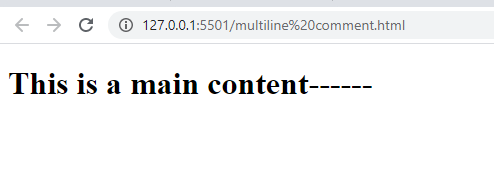 127.0.0.1:5501/multiline%20comment.html
This is a main content------